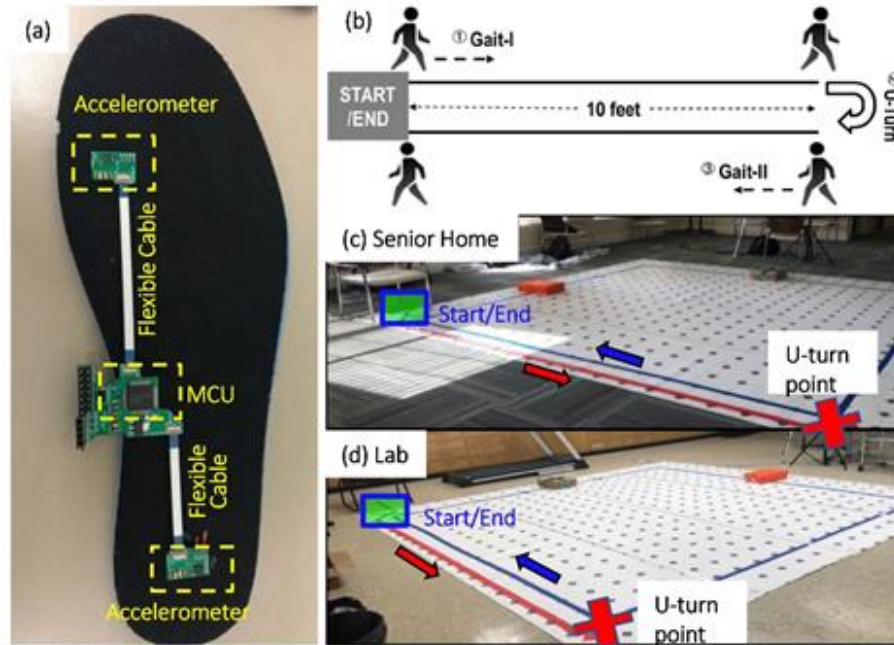 (a)
Accelerometer
Flexible Cable
MCU
Flexible
Cable
Accelerometer
(b)
① Gait-I
START
/END
10 feet
U-Turn
③ Gait-II
(c) Senior Home
Start/End
U-turn
point
(d) Lab
Start/End
U-turn
point